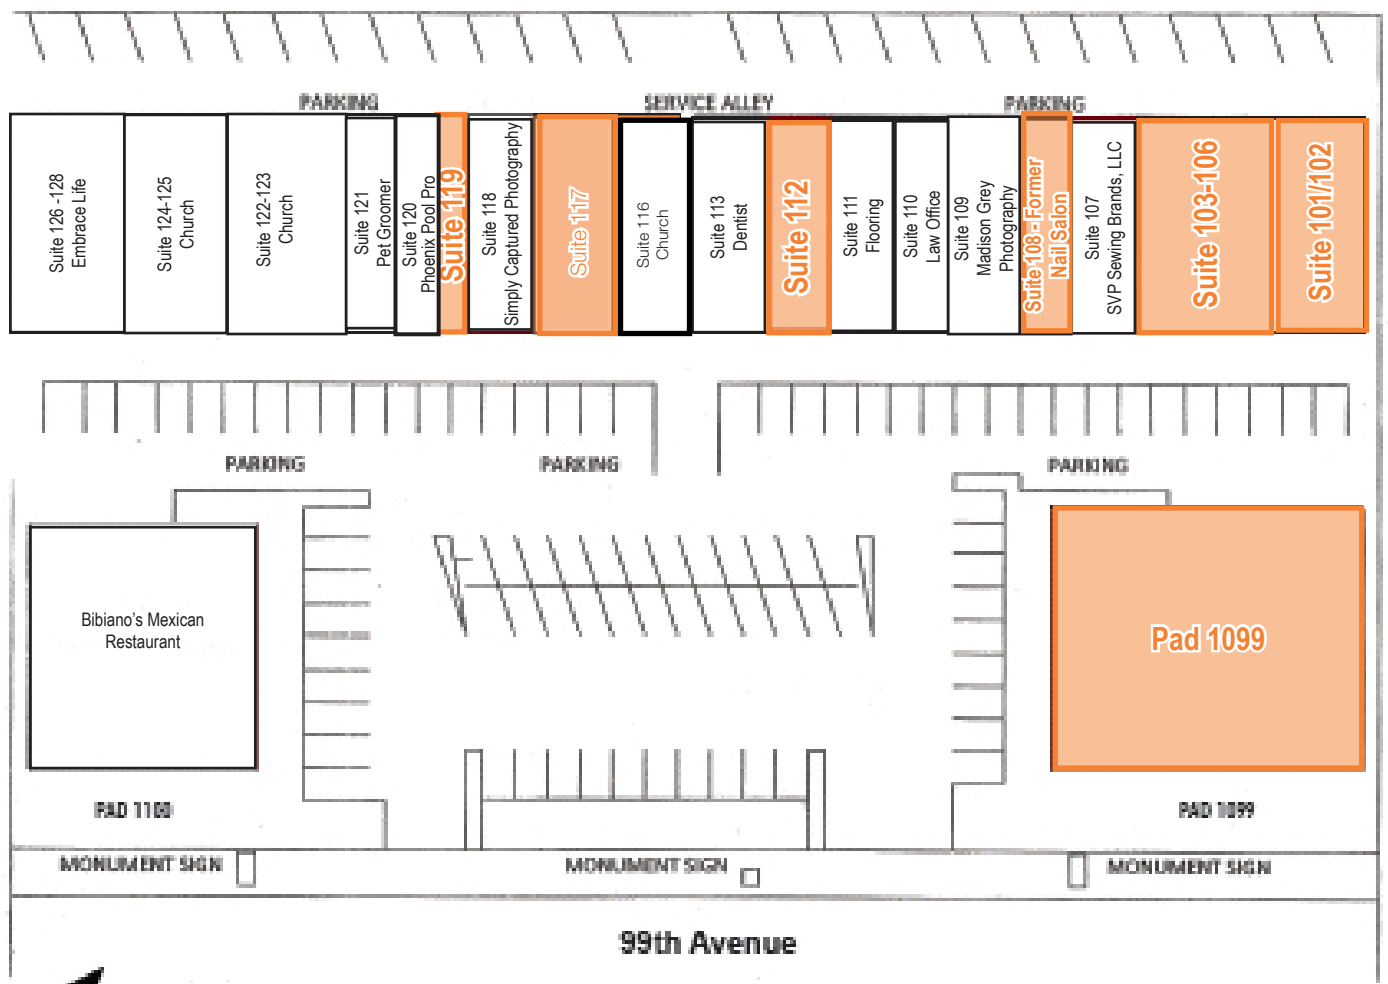 PARKING
SERVICE ALLEY
PARKING
Suite 126 -128
Embrace Life
Suite 124-125
Church
Suite 122-123
Church
Suite 121
Pet Groomer
Suite 120
Phoenix Pool Pro
Suite 119
Suite 118
Simply Captured Photography
Suite 117
Suite 116
Church
Suite 113
Dentist
Suite 112
Suite 111
Flooring
Suite 110
Law Office
Suite 109
Madison Grey
Photography
Suite 108 - Former
Nail Salon
Suite 107
SVP Sewing Brands, LLC
Suite 103-106
Suite 101/102
PARKING
PARKING
PARKING
Bibiano's Mexican
Restaurant
Pad 1099
PAD 1100
PAD 1099
MONUMENT SIGN
MONUMENT SIGN
MONUMENT SIGN
99th Avenue